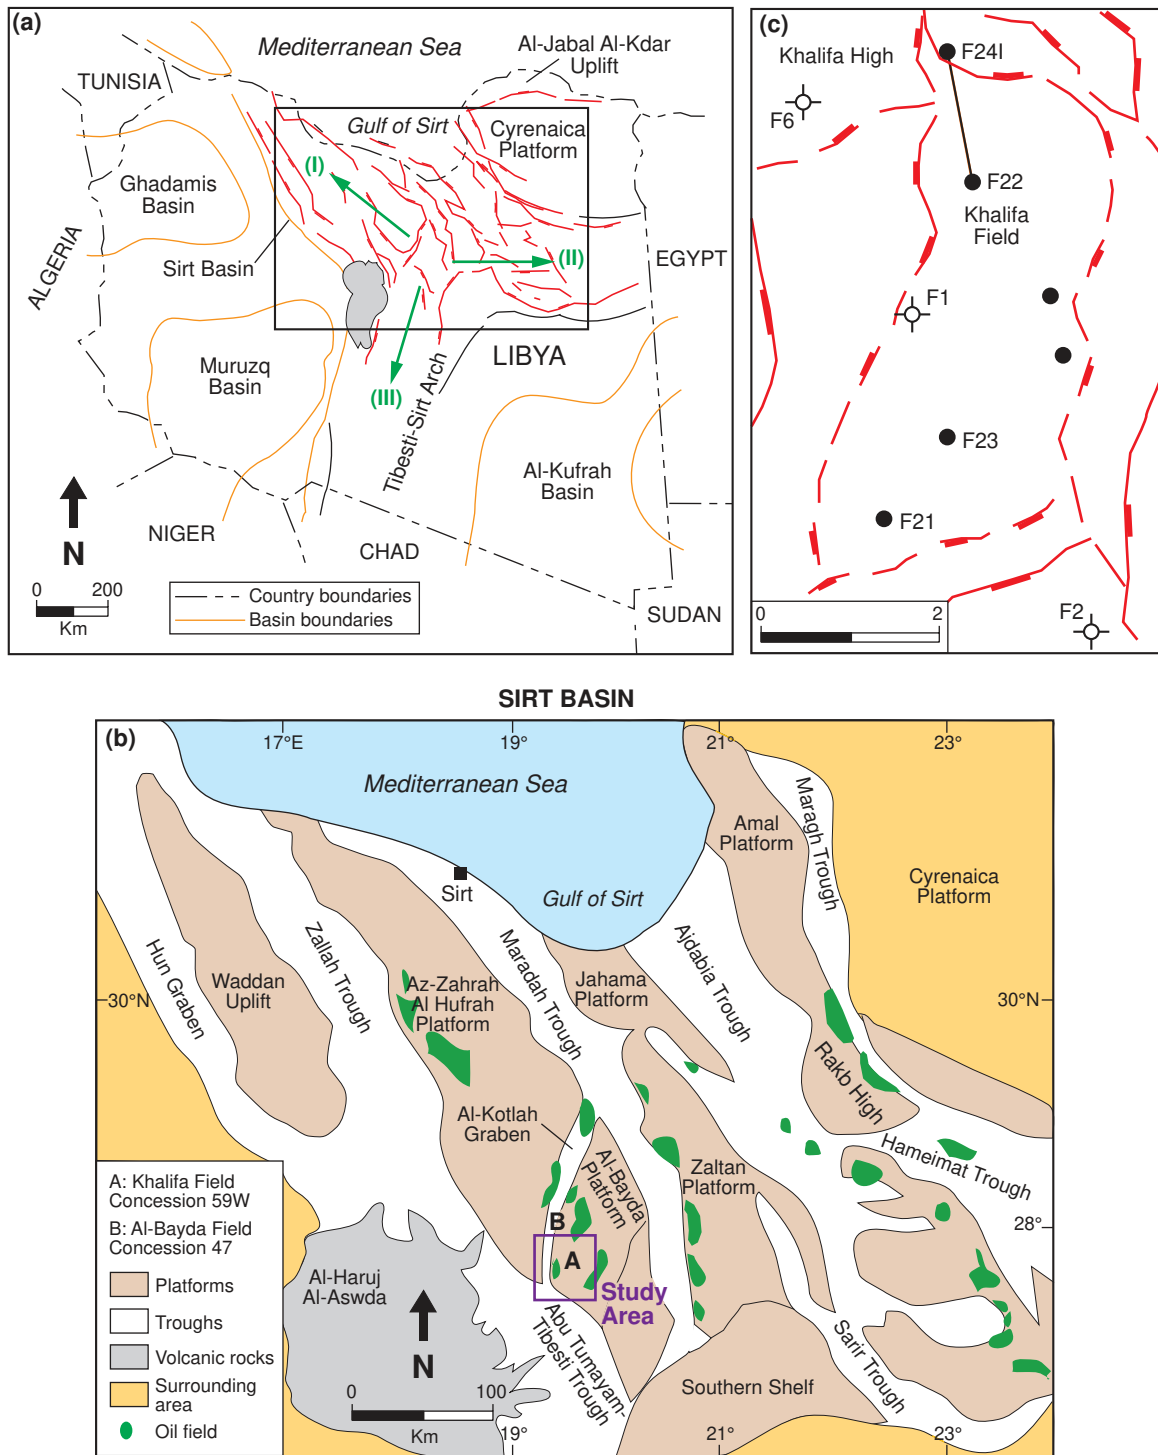 (a)
Mediterranean Sea
Al-Jabal Al-Kdar
Uplift
TUNISIA
Gulf of Sirt
Cyrenaica
Platform
(I)
Ghadamis
Basin
ALGERIA
Sirt Basin
(II)
EGYPT
LIBYA
Muruzq
Basin
(III)
Tibesti-Sirt Arch
Al-Kufrah
Basin
N
NIGER
CHAD
0
200
Km
Country boundaries
Basin boundaries
SUDAN
(c)
Khalifa High
F24I
F6
F22
Khalifa
Field
F1
F23
F21
F2
0
2
SIRT BASIN
(b)
17°E
19°
21°
23°
Mediterranean Sea
Maragh Trough
Amal
Platform
Cyrenaica
Platform
Sirt
Gulf of Sirt
Hun Graben
Zallah Trough
Maradah Trough
Ajdabia Trough
Waddan
Uplift
Az-Zahrah
Al Hufrah
Platform
Jahama
Platform
30°N
30°N
Rakb High
Al-Kotlah
Graben
Al-Bayda
Platform
Zaltan
Platform
Hameimat Trough
28°
A: Khalifa Field
Concession 59W
B: Al-Bayda Field
Concession 47
Platforms
Troughs
Volcanic rocks
Surrounding
area
Oil field
B
A
Study
Area
Al-Haruj
Al-Aswda
N
0
100
Km
Abu Tumayam-
Tibesti Trough
Sarir Trough
Southern Shelf
19°
21°
23°